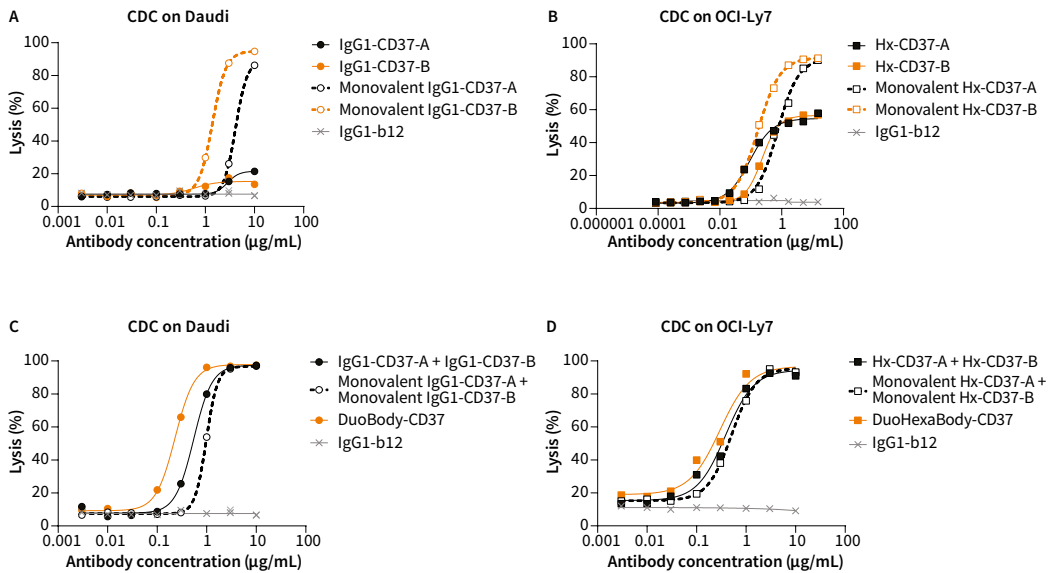 A
CDC on Daudi
Lysis (%)
100
80
60
40
20
0
0.001
0.01
0.1
1
10
100
Antibody concentration (µg/mL)
IgG1-CD37-A
IgG1-CD37-B
Monovalent IgG1-CD37-A
Monovalent IgG1-CD37-B
IgG1-b12
B
CDC on OCI-Ly7
Lysis (%)
100
80
60
40
20
0
0.000001
0.0001
0.01
1
100
Antibody concentration (µg/mL)
Hx-CD37-A
Hx-CD37-B
Monovalent Hx-CD37-A
Monovalent Hx-CD37-B
IgG1-b12
C
CDC on Daudi
Lysis (%)
100
80
60
40
20
0
0.001
0.01
0.1
1
10
100
Antibody concentration (µg/mL)
IgG1-CD37-A + IgG1-CD37-B
Monovalent IgG1-CD37-A +
Monovalent IgG1-CD37-B
DuoBody-CD37
IgG1-b12
D
CDC on OCI-Ly7
Lysis (%)
100
80
60
40
20
0
0.001
0.01
0.1
1
10
100
Antibody concentration (µg/mL)
Hx-CD37-A + Hx-CD37-B
Monovalent Hx-CD37-A +
Monovalent Hx-CD37-B
DuoHexaBody-CD37
IgG1-b12